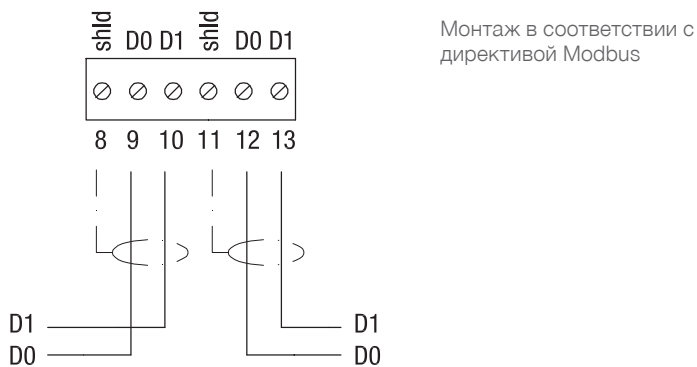 shld D0 D1 shld D0 D1
8 9 10 11 12 13
D1 D1
D0 D0
Монтаж в соответствии с
директивой Modbus